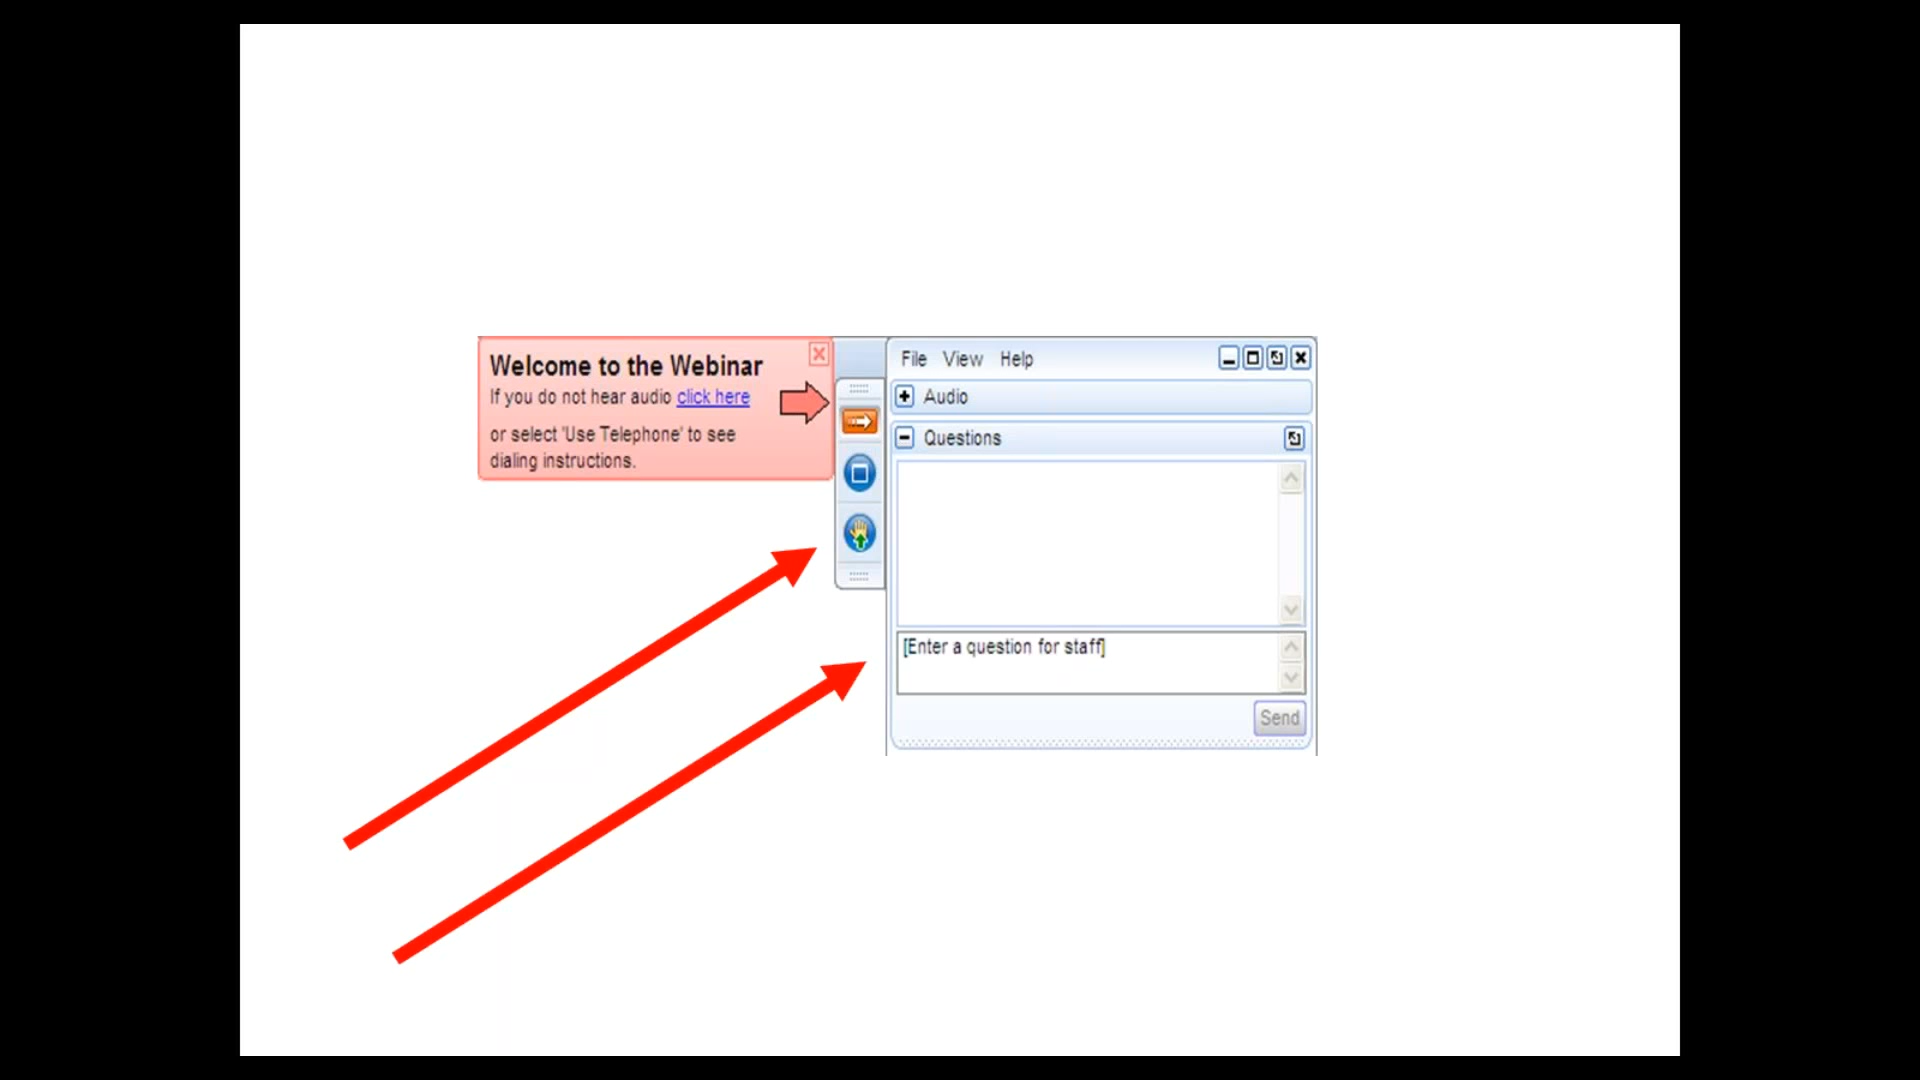 Welcome to the Webinar
If you do not hear audio click here
or select 'Use Telephone' to see
dialing instructions.
File View Help
Audio
Questions
[Enter a question for staff]
Send